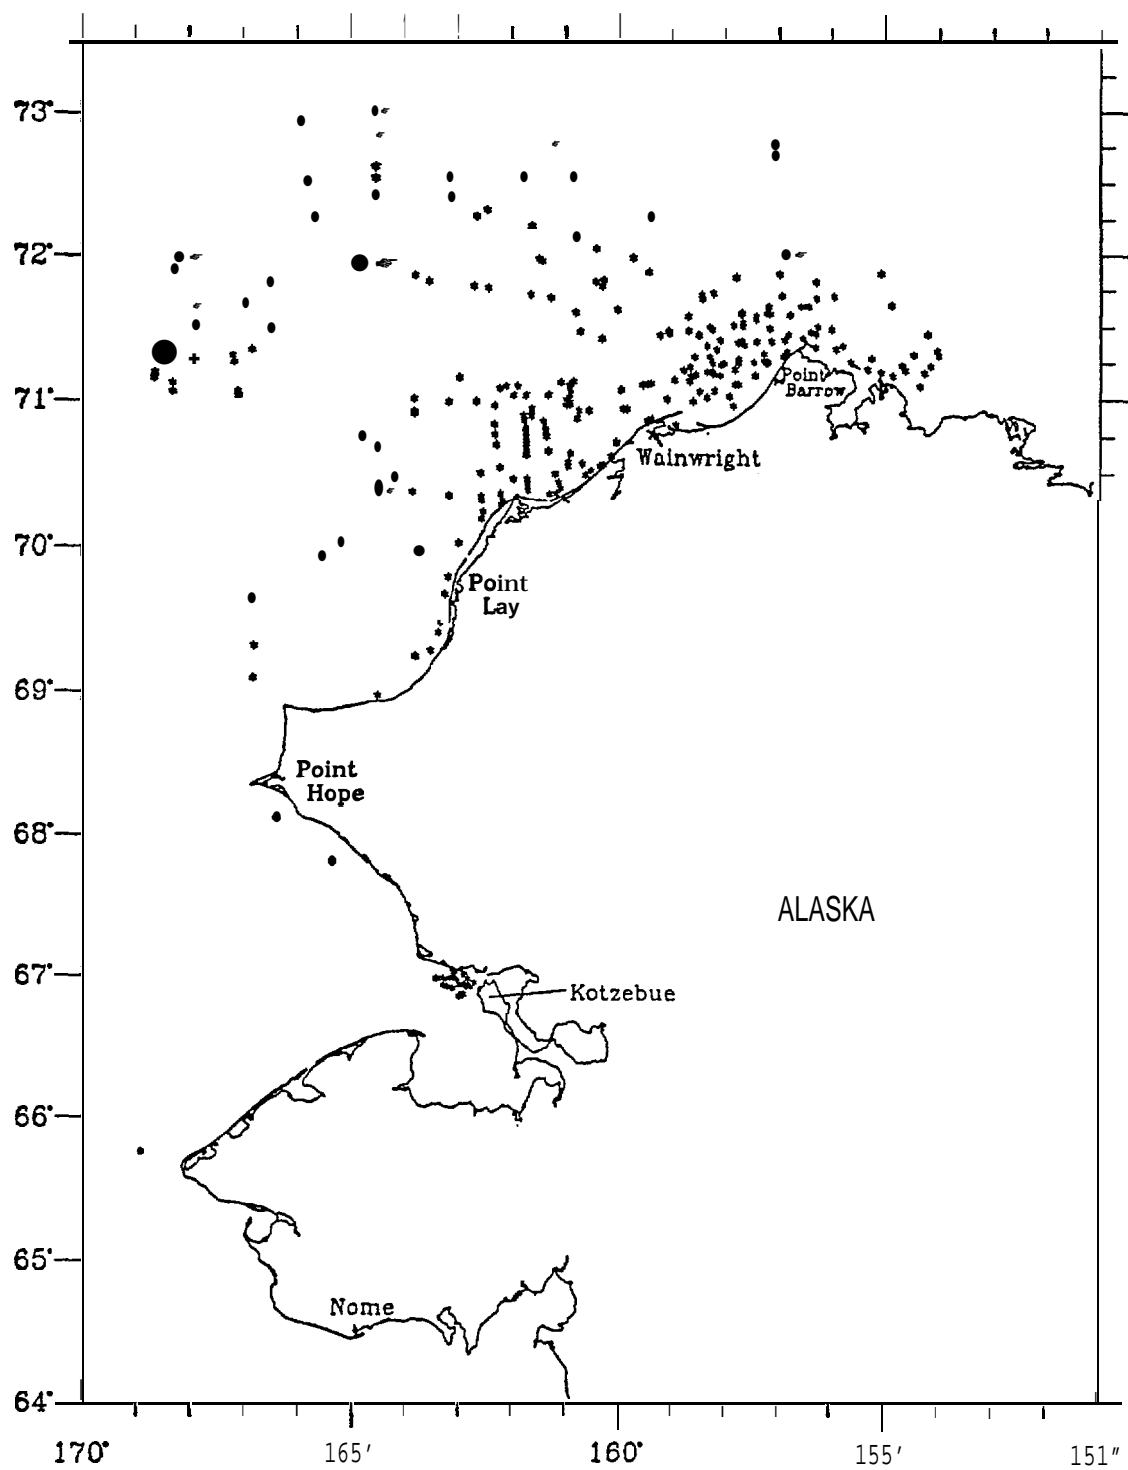 73°
72°
71°
70°
69°
68°
67°
66°
65°
64°
Point
Barrow
Wainwright
Point
Lay
Point
Hope
ALASKA
Kotzebue
Nome
170°
165'
160°
155'
151"